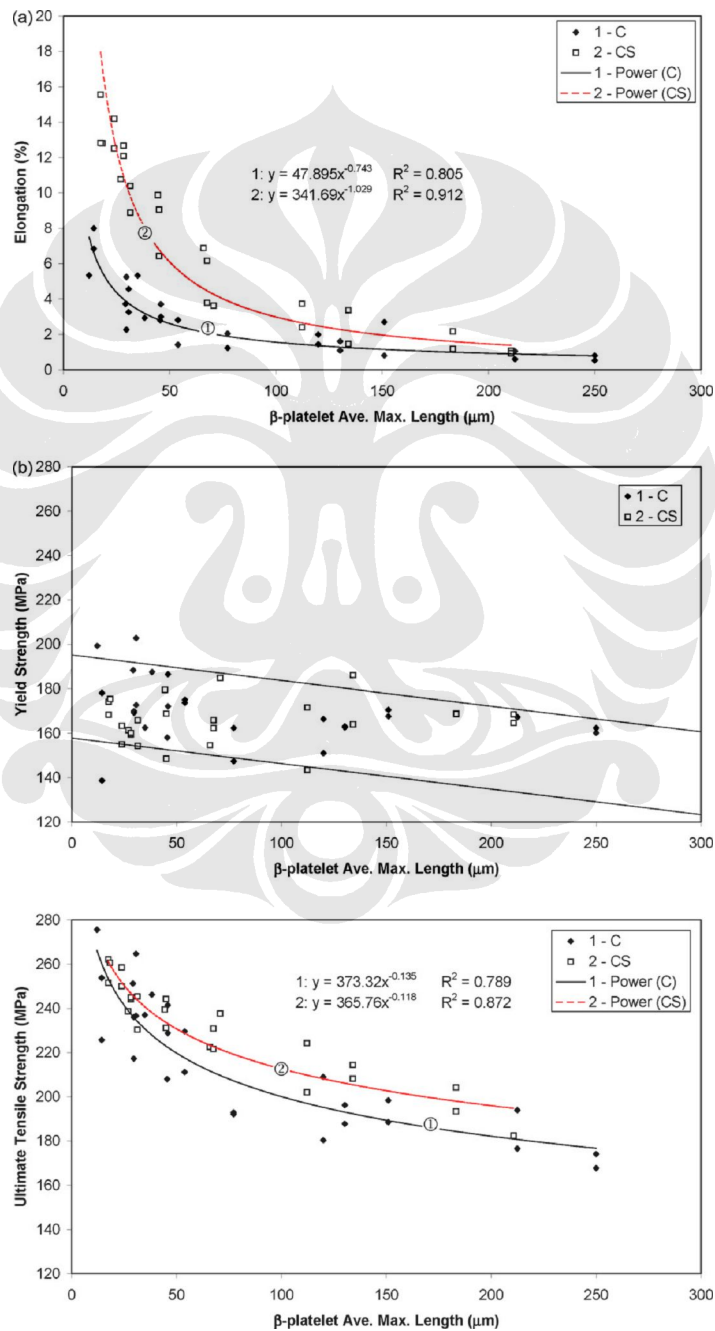 (a)
1 - C
2 - CS
1 - Power (C)
2 - Power (CS)
1: y = 47.895x^-0.743 R² = 0.805
2: y = 341.69x^-1.029 R² = 0.912
Elongation (%)
20
18
16
14
12
10
8
6
4
2
0
2
1
0 50 100 150 200 250 300
β-platelet Ave. Max. Length (μm)
(b)
1 - C
2 - CS
Yield Strength (MPa)
280
260
240
220
200
180
160
140
120
0 50 100 150 200 250 300
β-platelet Ave. Max. Length (μm)
1 - C
2 - CS
1 - Power (C)
2 - Power (CS)
1: y = 373.32x^-0.135 R² = 0.789
2: y = 365.76x^-0.118 R² = 0.872
Ultimate Tensile Strength (MPa)
280
260
240
220
200
180
160
140
120
2
1
0 50 100 150 200 250 300
β-platelet Ave. Max. Length (μm)